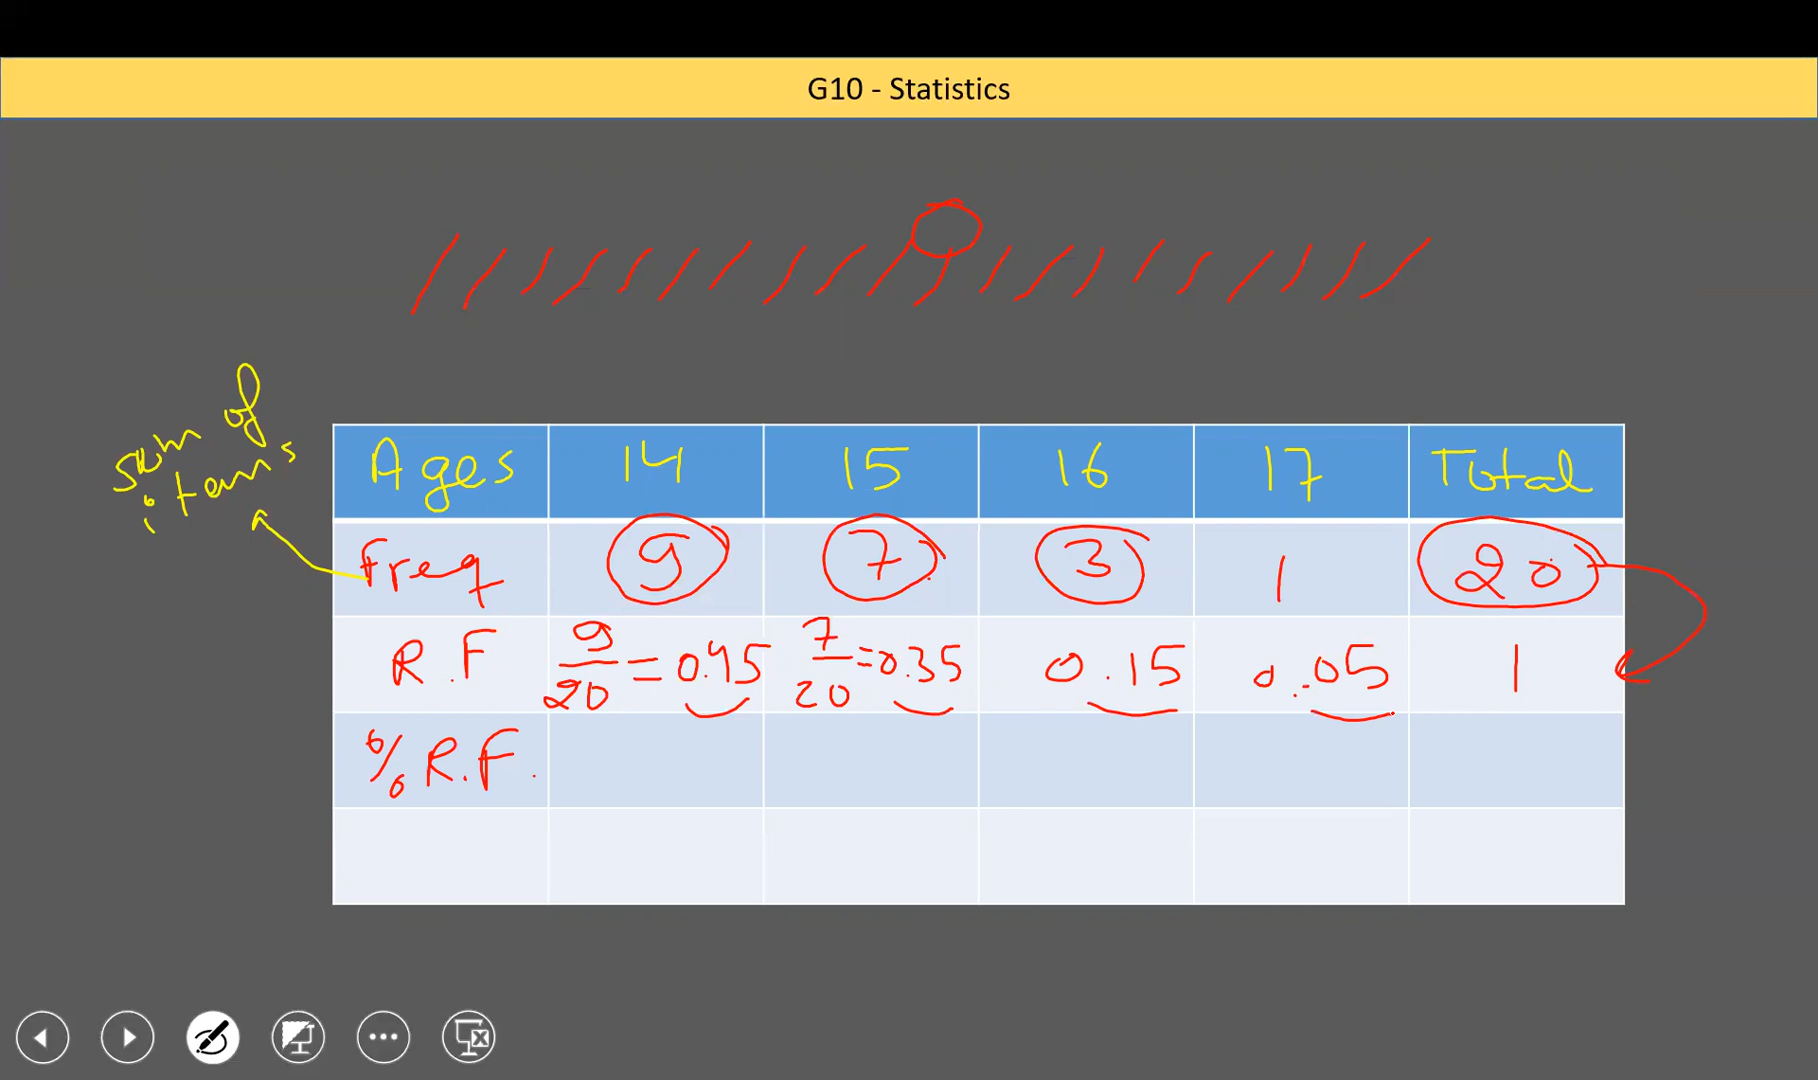 G10 - Statistics
sum of
items
Ages 14 15 16 17 Total
freq 9 7 3 1 20
R.F 9/20 = 0.45 7/20 = 0.35 0.15 0.05 1
% R.F.